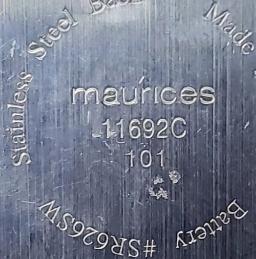 Stainless Steel Back
Made
maurices
11692C
101
Battery #SR626SW